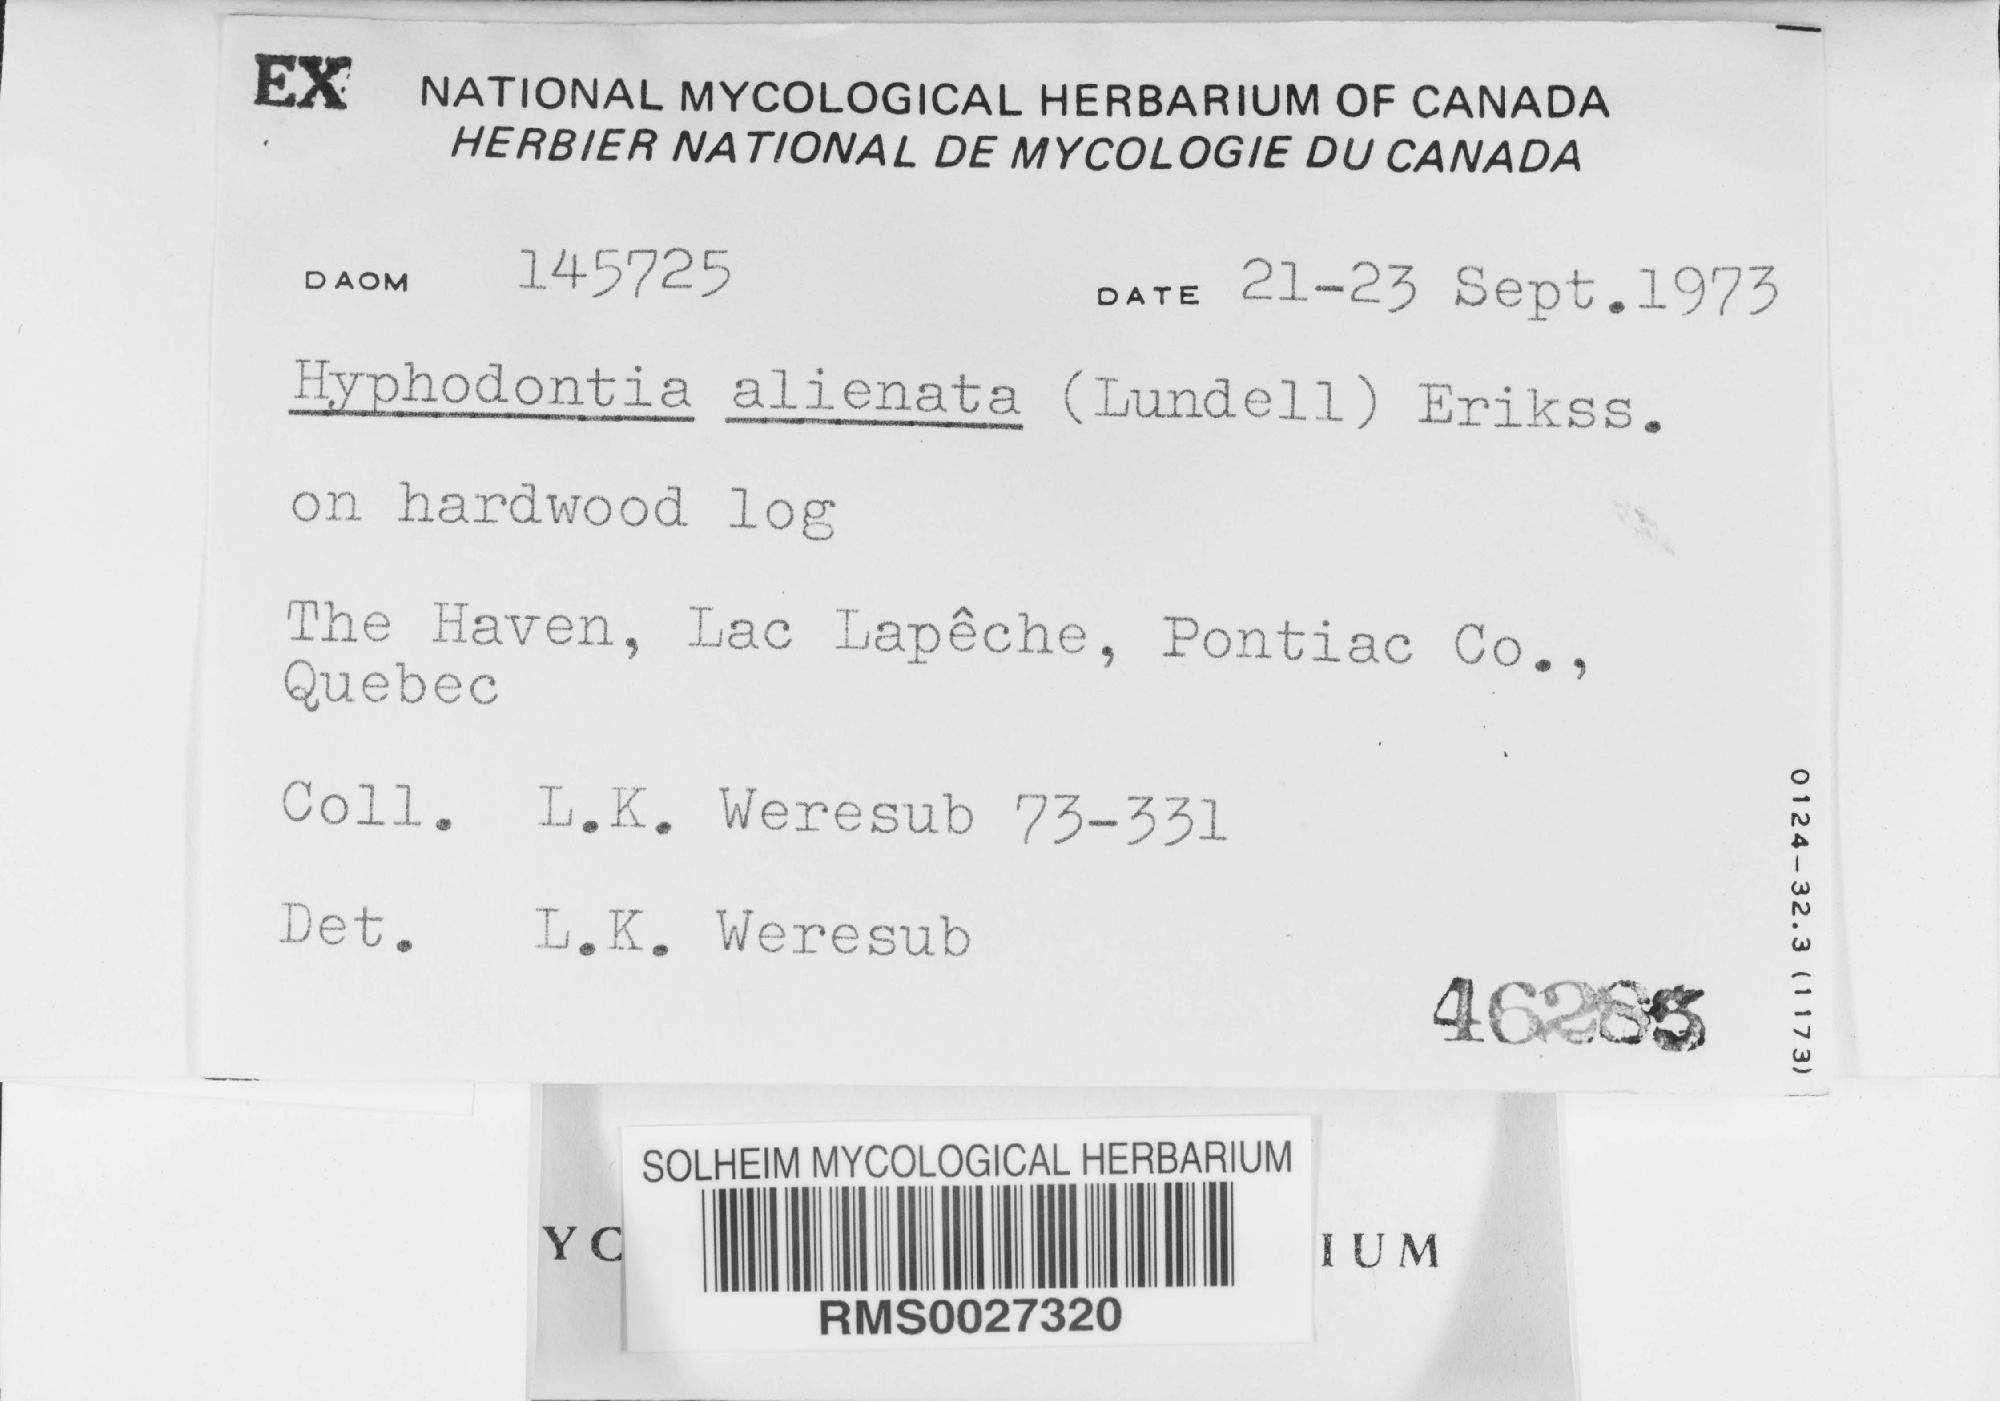 EX NATIONAL MYCOLOGICAL HERBARIUM OF CANADA
HERBIER NATIONAL DE MYCOLOGIE DU CANADA
DAOM 145725 DATE 21-23 Sept.1973
Hyphodontia alienata (Lundell) Erikss.
on hardwood log
The Haven, Lac Lapêche, Pontiac Co.,
Quebec
Coll. L.K. Weresub 73-331
Det. L.K. Weresub
01124-32.3 (1173)
SOLHEIM MYCOLOGICAL HERBARIUM
YC IUM
RMS0027320